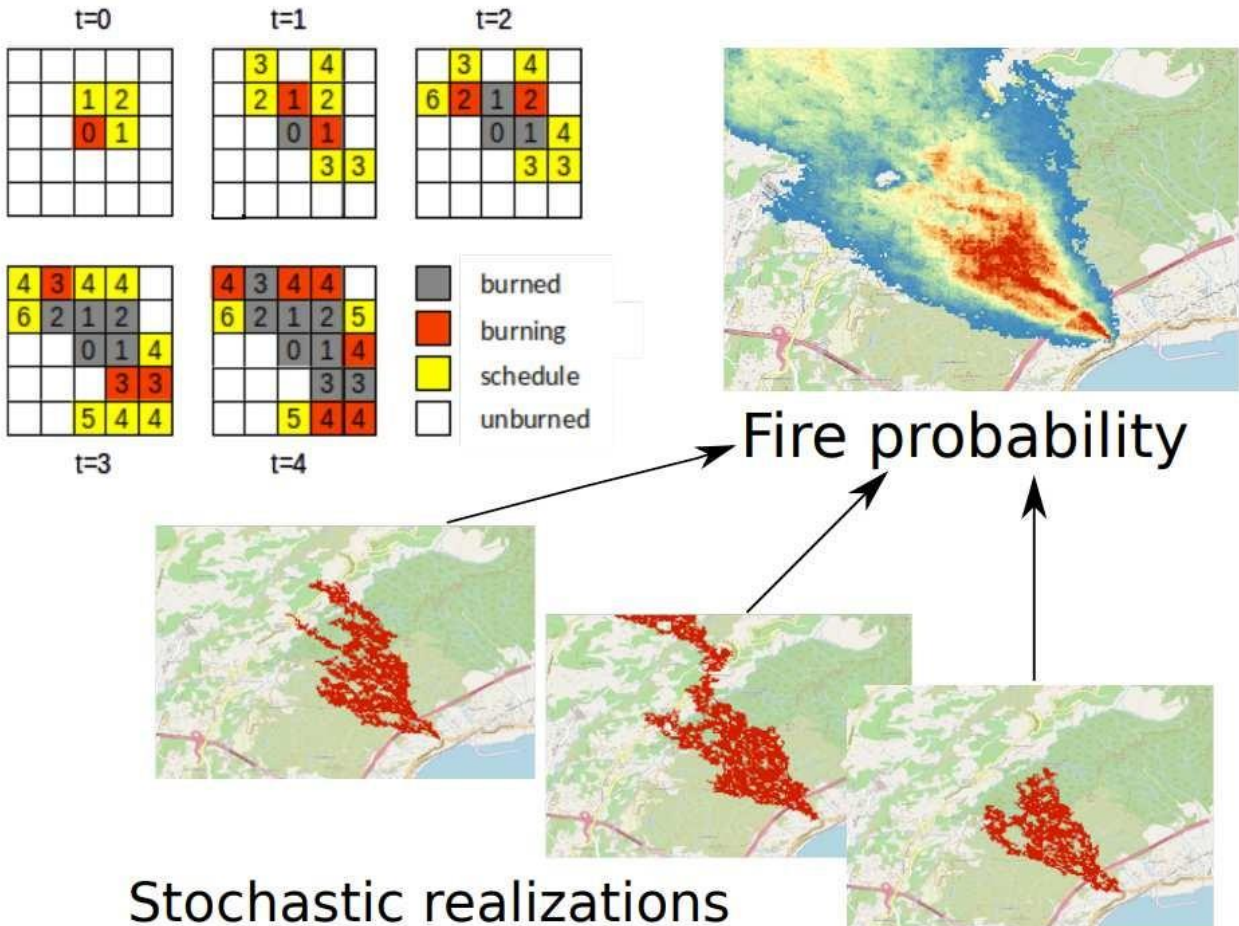 t=0
1 2
0 1
t=1
3 4
2 1 2
0 1
3 3
t=2
3 4
6 2 1 2
0 1 4
3 3
4 3 4 4
6 2 1 2
0 1 4
3 3
5 4 4
t=3
4 3 4 4
6 2 1 2 5
0 1 4
3 3
5 4 4
t=4
burned
burning
schedule
unburned
Fire probability
Stochastic realizations